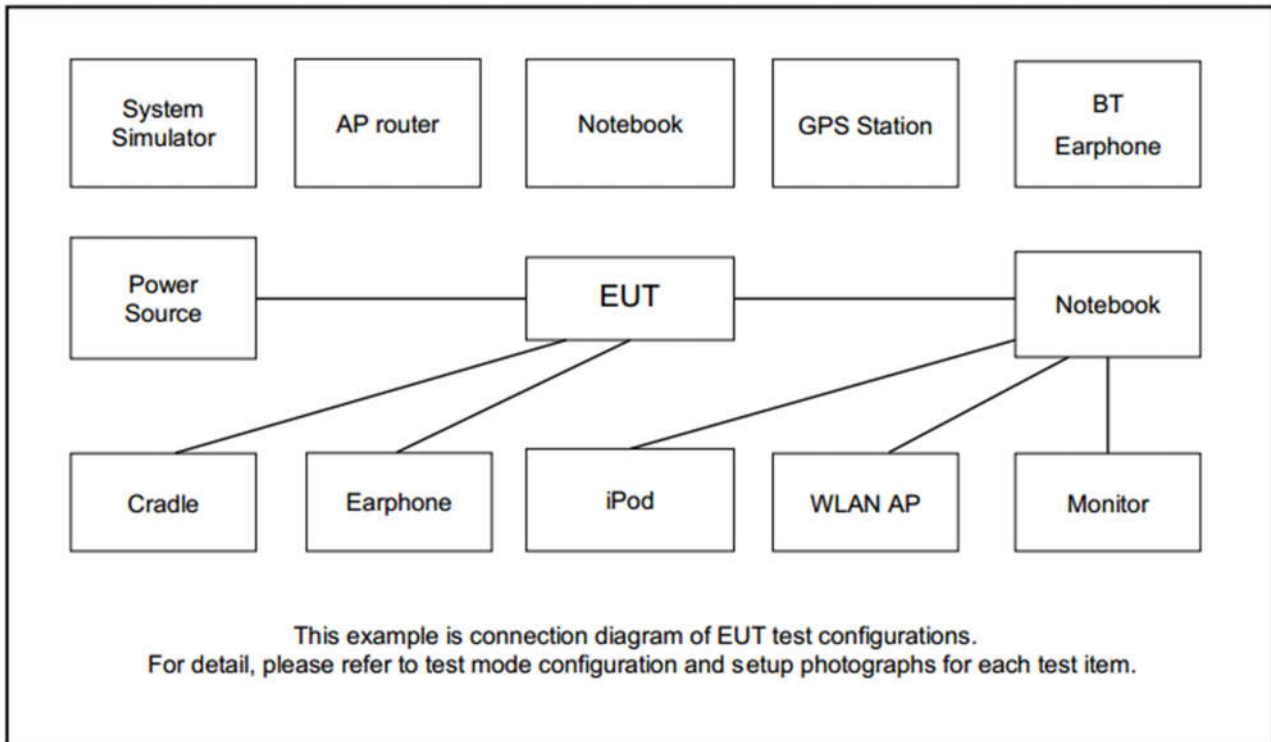 System
Simulator
AP router
Notebook
GPS Station
BT
Earphone
Power
Source
EUT
Notebook
Cradle
Earphone
iPod
WLAN AP
Monitor
This example is connection diagram of EUT test configurations.
For detail, please refer to test mode configuration and setup photographs for each test item.